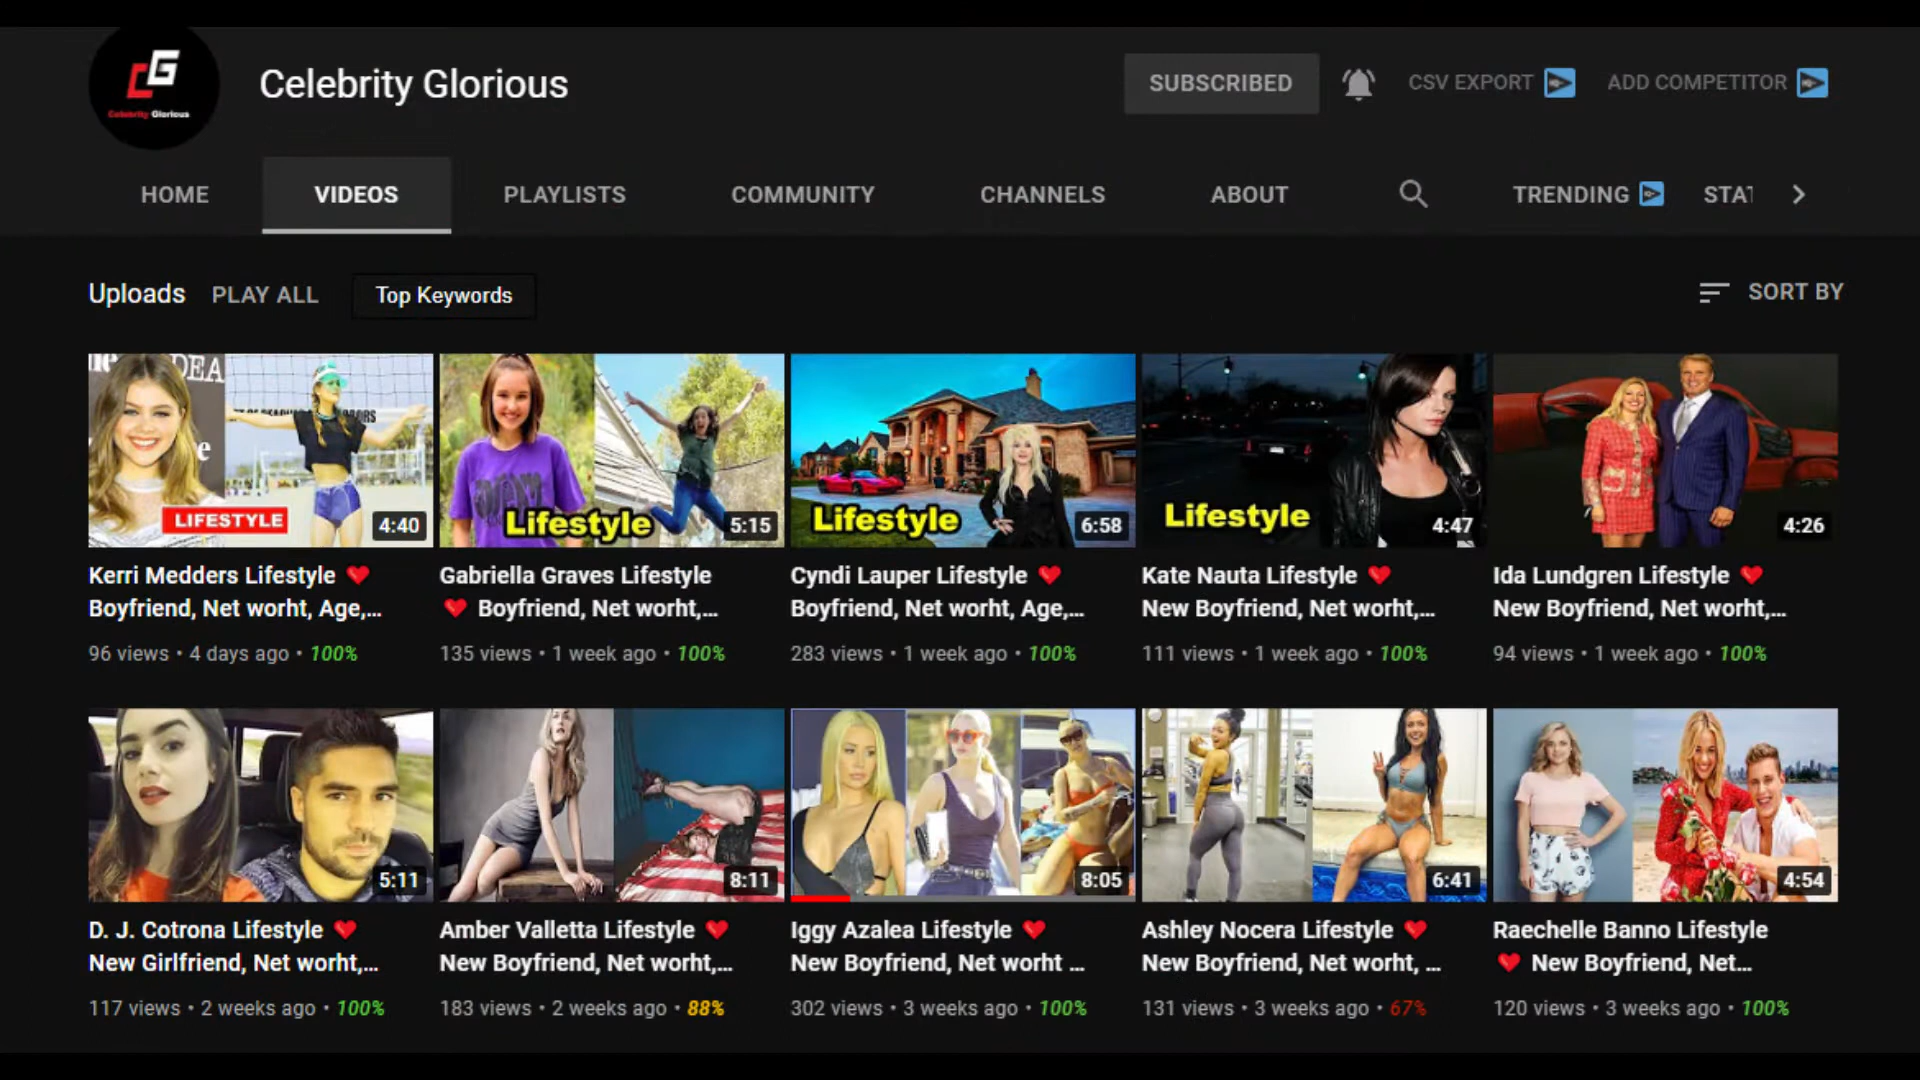 CG
Celebrity Glorious
Celebrity Glorious
SUBSCRIBED
CSV EXPORT
ADD COMPETITOR
HOME
VIDEOS
PLAYLISTS
COMMUNITY
CHANNELS
ABOUT
TRENDING
STAT
Uploads
PLAY ALL
Top Keywords
SORT BY
LIFESTYLE
4:40
Lifestyle
5:15
Lifestyle
6:58
Lifestyle
4:47
4:26
Kerri Medders Lifestyle ❤
Boyfriend, Net worht, Age,...
96 views • 4 days ago • 100%
Gabriella Graves Lifestyle
❤ Boyfriend, Net worht,...
135 views • 1 week ago • 100%
Cyndi Lauper Lifestyle ❤
Boyfriend, Net worht, Age,...
283 views • 1 week ago • 100%
Kate Nauta Lifestyle ❤
New Boyfriend, Net worht,...
111 views • 1 week ago • 100%
Ida Lundgren Lifestyle ❤
New Boyfriend, Net worht,...
94 views • 1 week ago • 100%
5:11
8:11
8:05
6:41
4:54
D. J. Cotrona Lifestyle ❤
New Girlfriend, Net worht,...
117 views • 2 weeks ago • 100%
Amber Valletta Lifestyle ❤
New Boyfriend, Net worht,...
183 views • 2 weeks ago • 88%
Iggy Azalea Lifestyle ❤
New Boyfriend, Net worht ...
302 views • 3 weeks ago • 100%
Ashley Nocera Lifestyle ❤
New Boyfriend, Net worht, ...
131 views • 3 weeks ago • 67%
Raechelle Banno Lifestyle
❤ New Boyfriend, Net...
120 views • 3 weeks ago • 100%